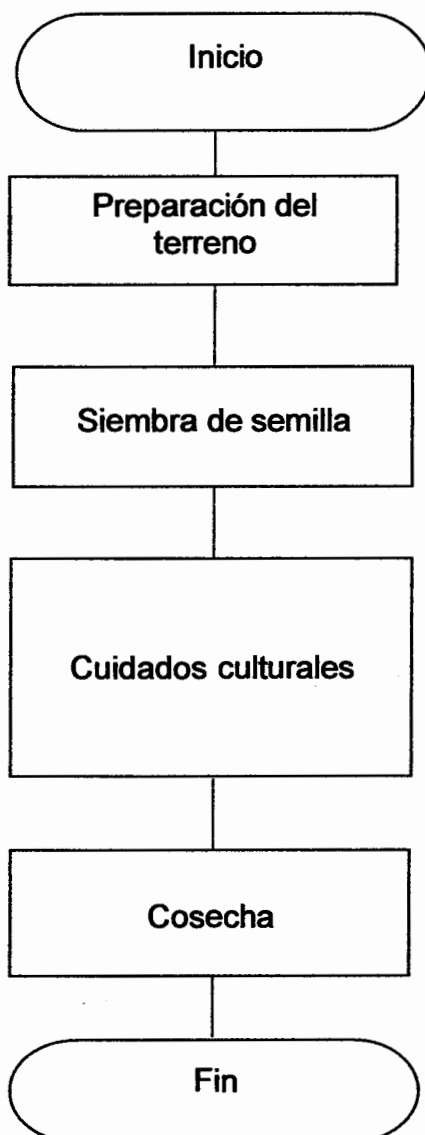 Inicio
Preparación del
terreno
Siembra de semilla
Cuidados culturales
Cosecha
Fin